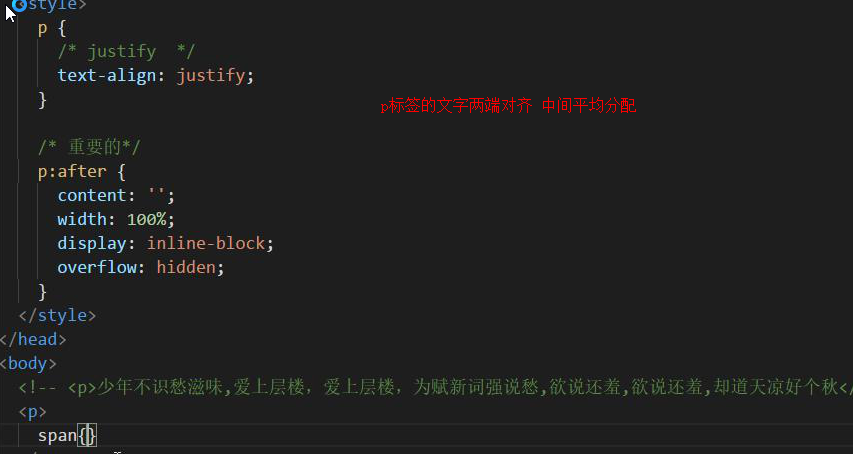 <style>
p {
/* justify */
text-align: justify;
}
p标签的文字两端对齐 中间平均分配
/* 重要的*/
p:after {
content: '';
width: 100%;
display: inline-block;
overflow: hidden;
}
</style>
</head>
<body>
<!-- <p>少年不识愁滋味,爱上层楼，爱上层楼，为赋新词强说愁,欲说还羞,欲说还羞,却道天凉好个秋</
<p>
span{}